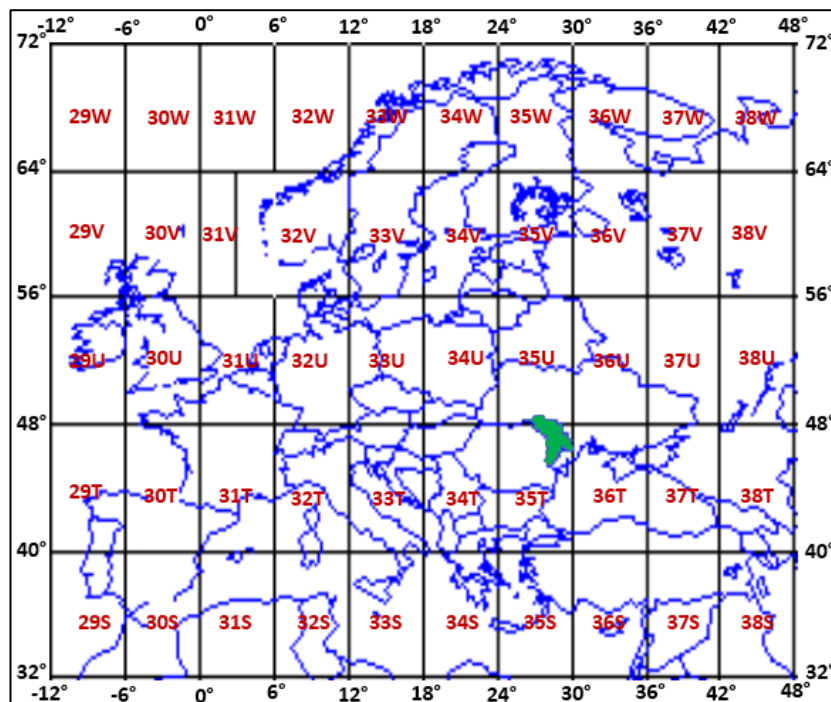 -12° -6° 0° 6° 12° 18° 24° 30° 36° 42° 48°
72° 72°
29W 30W 31W 32W 33W 34W 35W 36W 37W 38W
64° 64°
29V 30V 31V 32V 33V 34V 35V 36V 37V 38V
56° 56°
29U 30U 31U 32U 33U 34U 35U 36U 37U 38U
48° 48°
29T 30T 31T 32T 33T 34T 35T 36T 37T 38T
40° 40°
29S 30S 31S 32S 33S 34S 35S 36S 37S 38S
32° 32°
-12° -6° 0° 6° 12° 18° 24° 30° 36° 42° 48°